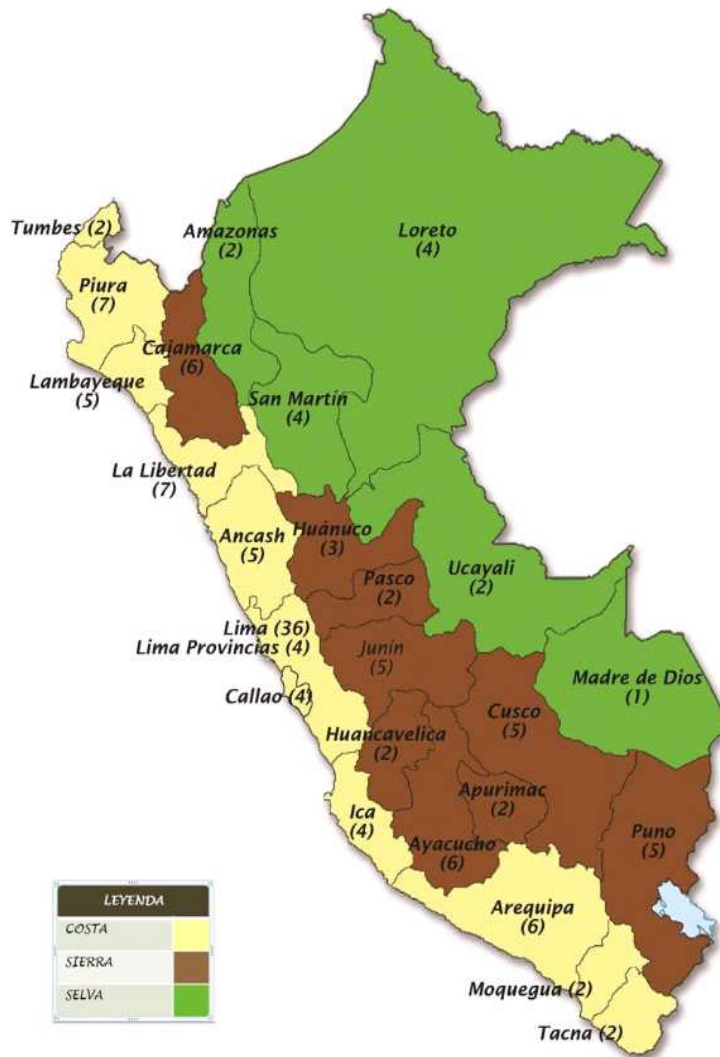 Tumbes (2)
Amazonas
(2)
Loreto
(4)
Piura
(7)
Cajamarca
(6)
Lambayeque
(5)
San Martín
(4)
La Libertad
(7)
Ancash
(5)
Huánuco
(3)
Pasco
(2)
Ucayali
(2)
Lima (36)
Lima Provincias (4)
Junín
(5)
Callao (4)
Madre de Dios
(1)
Cusco
(5)
Huancavelica
(2)
Apurimac
(2)
Ica
(4)
Ayacucho
(6)
Puno
(5)
Arequipa
(6)
Moquegua (2)
Tacna (2)
LEYENDA
COSTA
SIERRA
SELVA